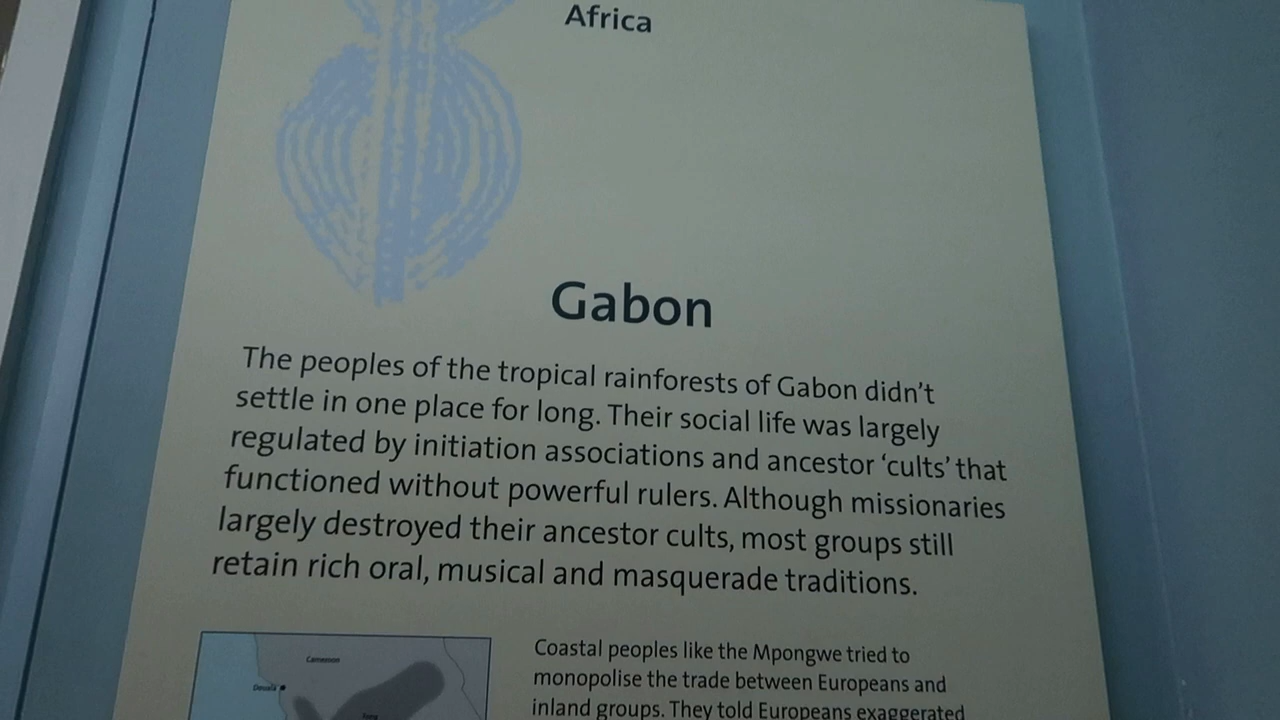 Africa
Gabon
The peoples of the tropical rainforests of Gabon didn't
settle in one place for long. Their social life was largely
regulated by initiation associations and ancestor 'cults' that
functioned without powerful rulers. Although missionaries
largely destroyed their ancestor cults, most groups still
retain rich oral, musical and masquerade traditions.
Cameroon
Douala
Coastal peoples like the Mpongwe tried to
monopolise the trade between Europeans and
inland groups. They told Europeans exaggerated